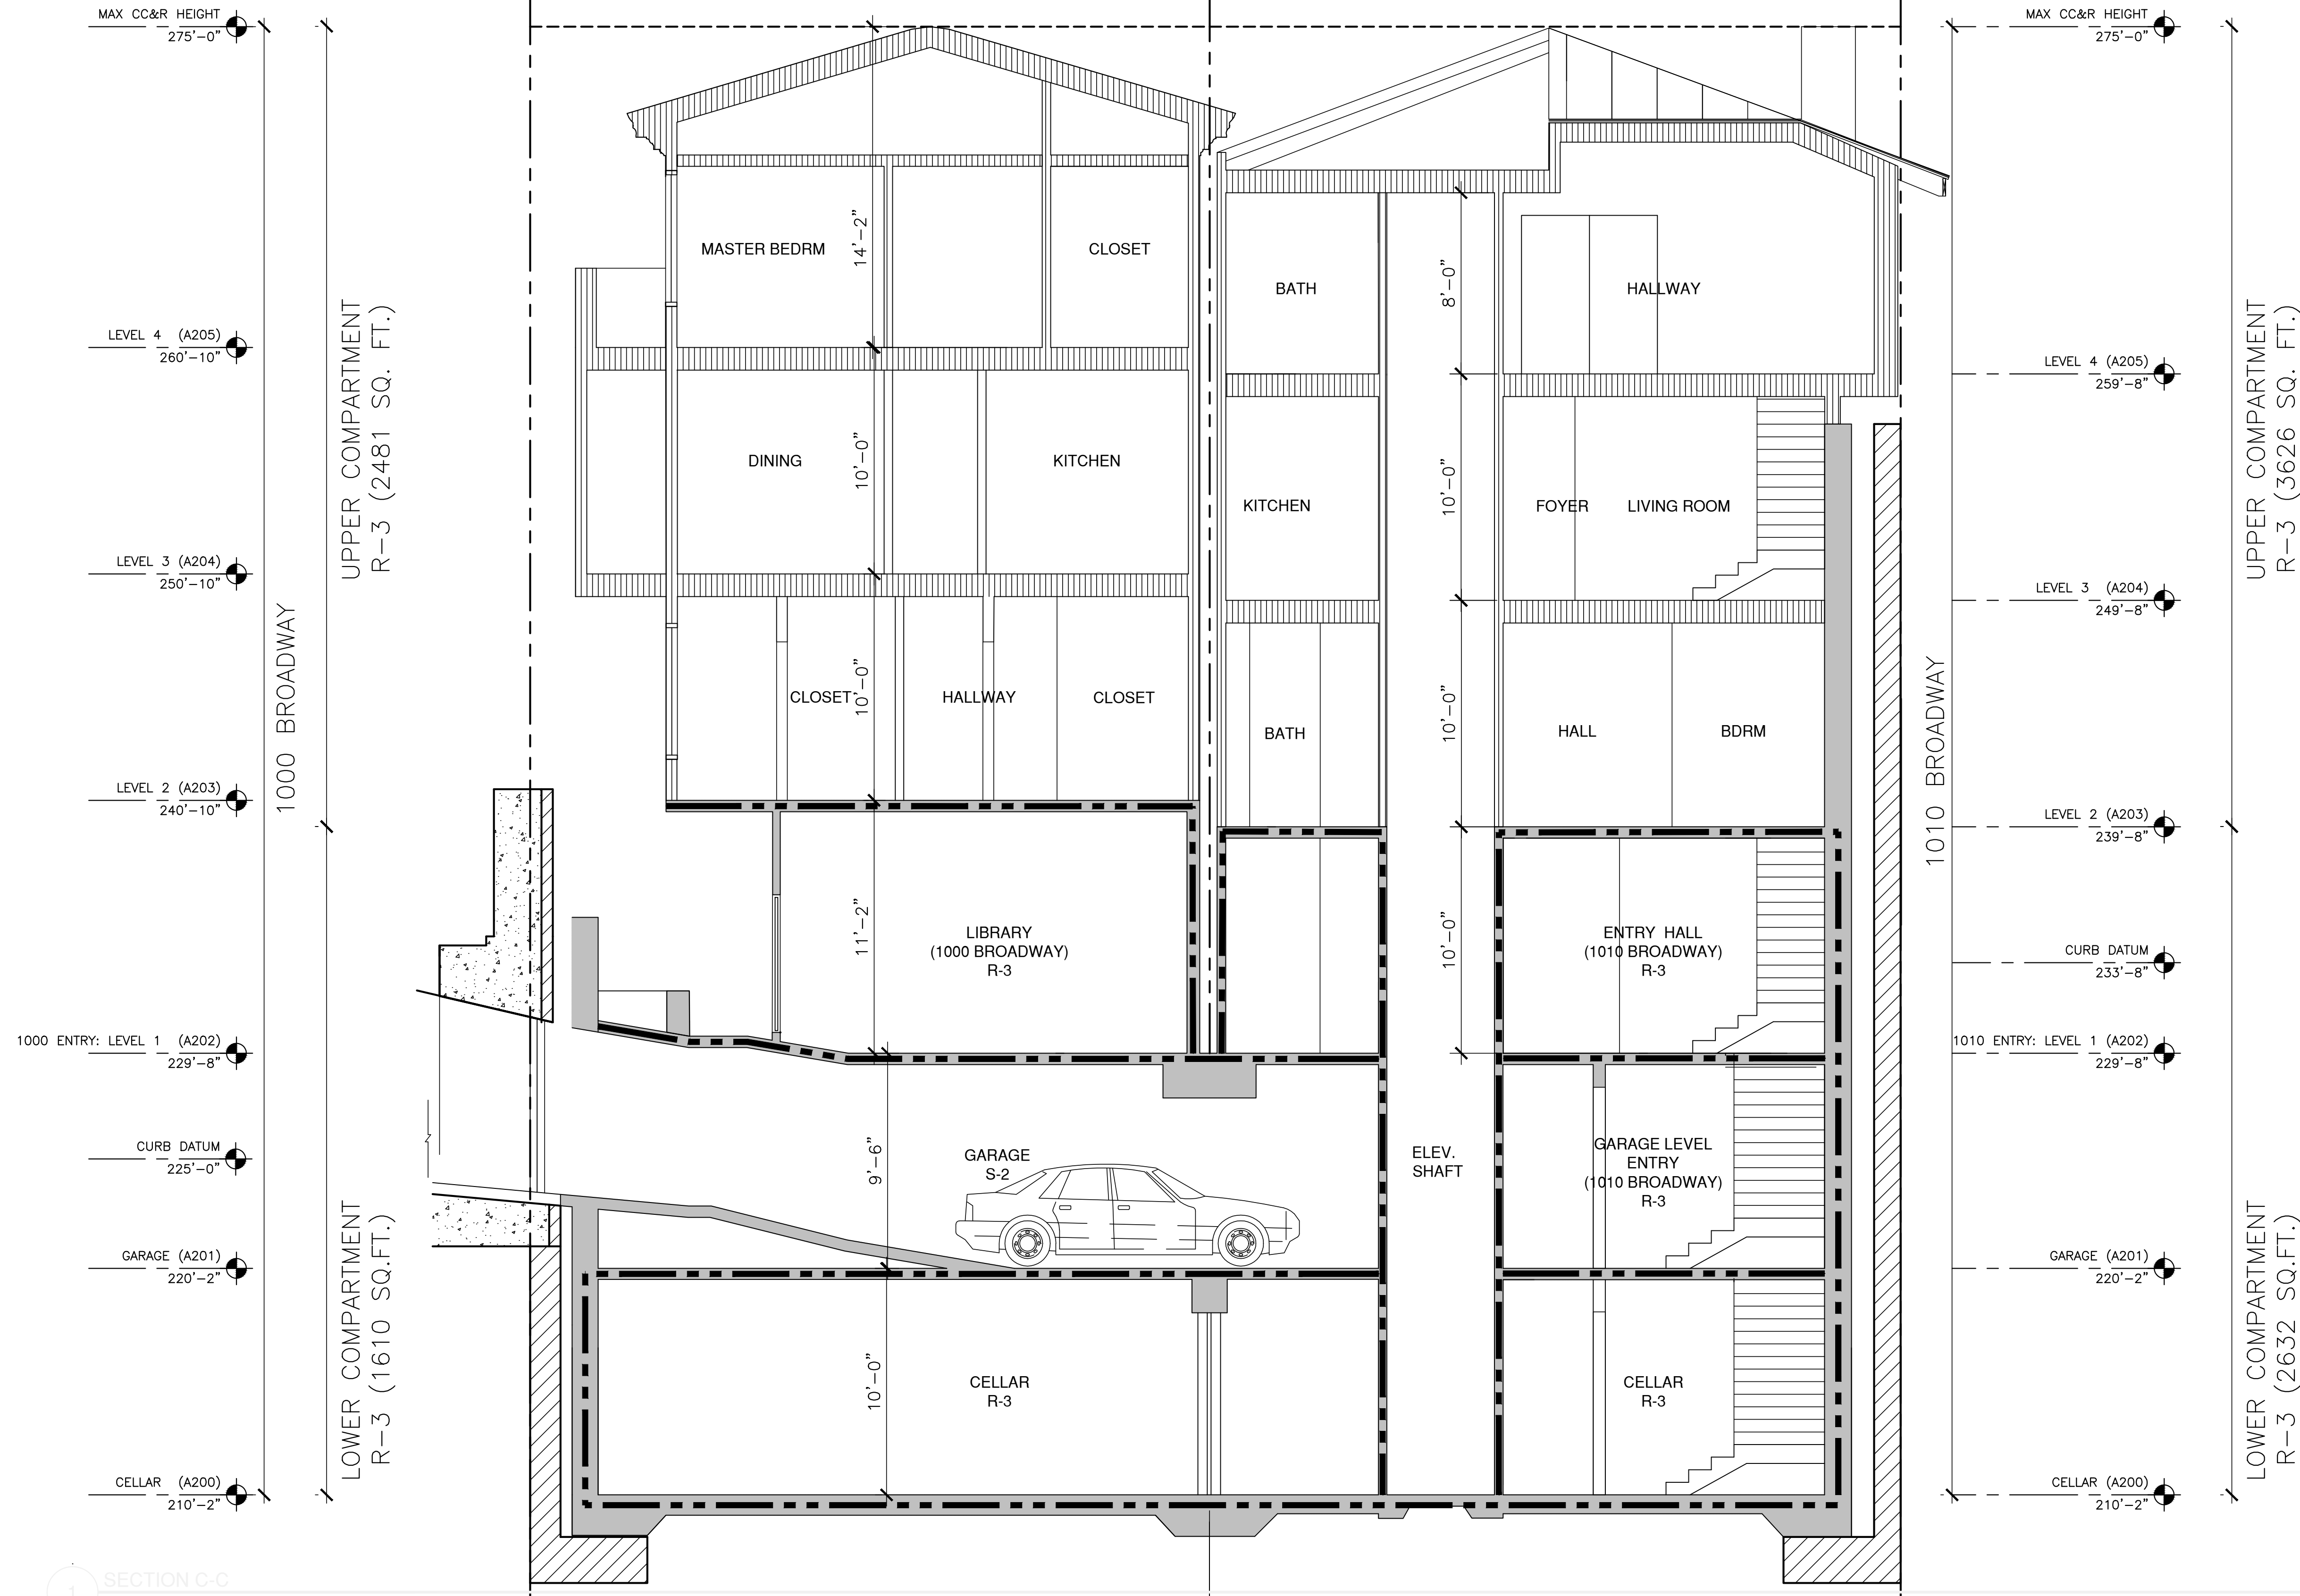 MAX CC&R HEIGHT
275'-0"
LEVEL 4 (A205)
260'-10"
LEVEL 3 (A204)
250'-10"
LEVEL 2 (A203)
240'-10"
1000 ENTRY: LEVEL 1 (A202)
229'-8"
CURB DATUM
225'-0"
GARAGE (A201)
220'-2"
CELLAR (A200)
210'-2"
1000 BROADWAY
UPPER COMPARTMENT
R-3 (2481 SQ. FT.)
LOWER COMPARTMENT
R-3 (1610 SQ.FT.)
MASTER BEDRM
14'-2"
CLOSET
DINING
10'-0"
KITCHEN
CLOSET
10'-0"
HALLWAY
CLOSET
11'-2"
LIBRARY
(1000 BROADWAY)
R-3
9'-6"
GARAGE
S-2
10'-0"
CELLAR
R-3
BATH
8'-0"
HALLWAY
KITCHEN
10'-0"
FOYER
LIVING ROOM
BATH
10'-0"
HALL
BDRM
10'-0"
ENTRY HALL
(1010 BROADWAY)
R-3
ELEV.
SHAFT
GARAGE LEVEL
ENTRY
(1010 BROADWAY)
R-3
CELLAR
R-3
1010 BROADWAY
MAX CC&R HEIGHT
275'-0"
LEVEL 4 (A205)
259'-8"
LEVEL 3 (A204)
249'-8"
LEVEL 2 (A203)
239'-8"
CURB DATUM
233'-8"
1010 ENTRY: LEVEL 1 (A202)
229'-8"
GARAGE (A201)
220'-2"
CELLAR (A200)
210'-2"
UPPER COMPARTMENT
R-3 (3626 SQ. FT.)
LOWER COMPARTMENT
R-3 (2632 SQ.FT.)
1
SECTION C-C